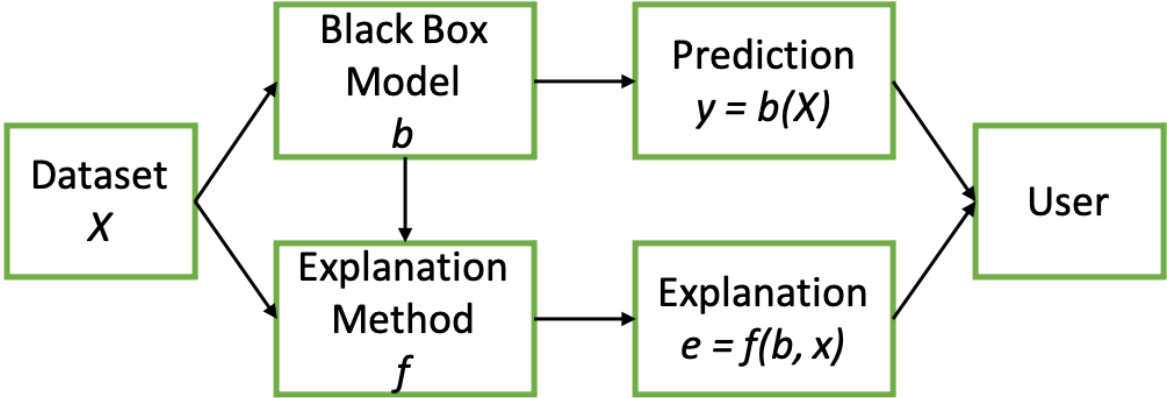 Dataset
X
Black Box
Model
b
Explanation
Method
f
Prediction
y = b(X)
Explanation
e = f(b, x)
User